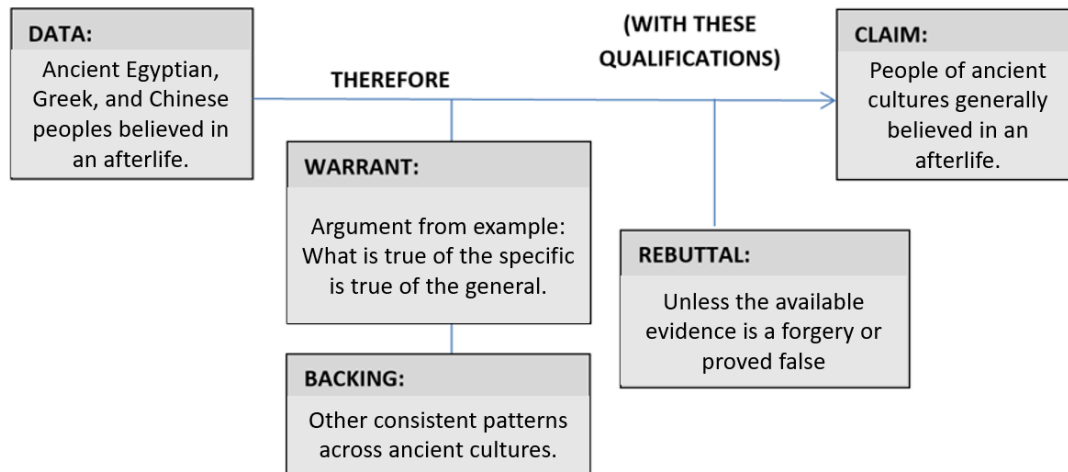 DATA:
Ancient Egyptian,
Greek, and Chinese
peoples believed in
an afterlife.
THEREFORE
(WITH THESE
QUALIFICATIONS)
CLAIM:
People of ancient
cultures generally
believed in an
afterlife.
WARRANT:
Argument from example:
What is true of the specific
is true of the general.
REBUTTAL:
Unless the available
evidence is a forgery or
proved false
BACKING:
Other consistent patterns
across ancient cultures.